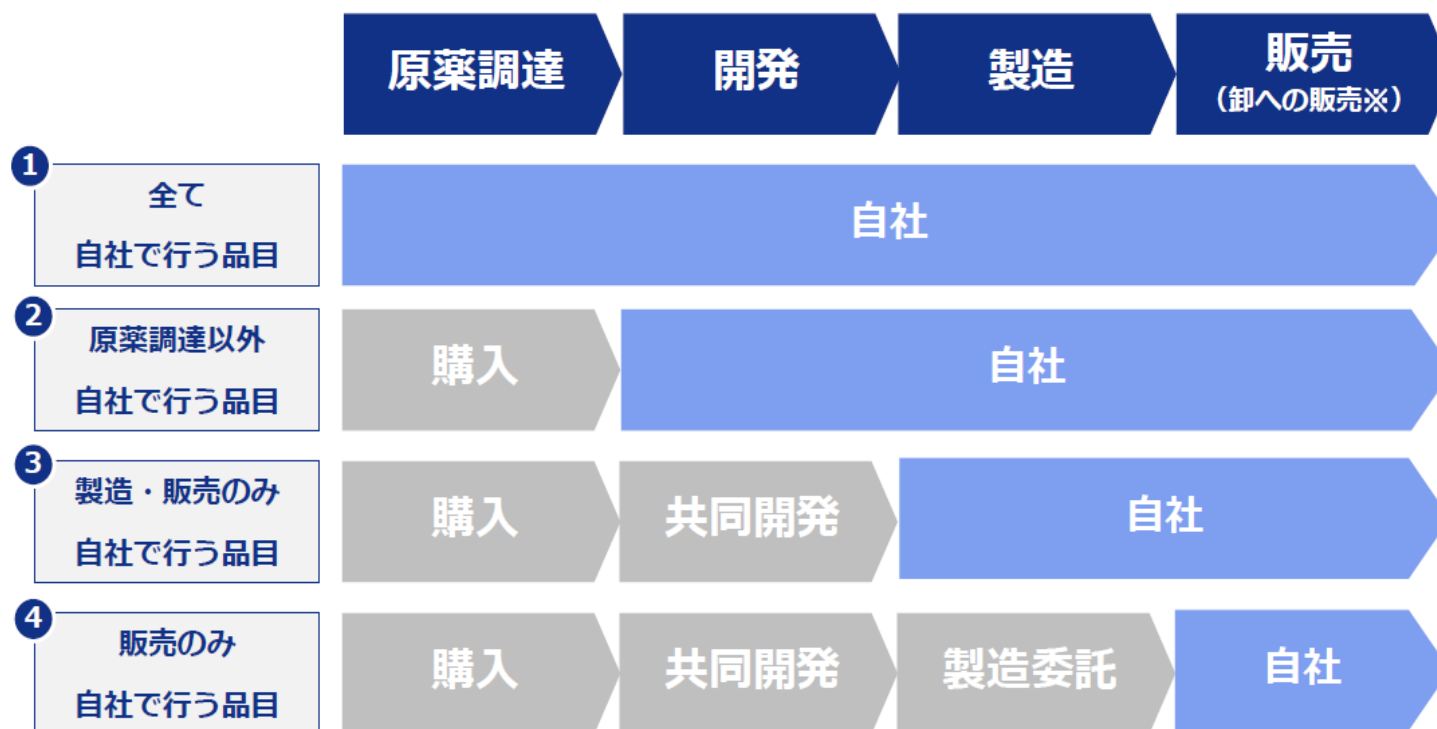 原薬調達
開発
製造
販売
（卸への販売※）
1
全て
自社で行う品目
自社
2
原薬調達以外
自社で行う品目
購入
自社
3
製造・販売のみ
自社で行う品目
購入
共同開発
自社
4
販売のみ
自社で行う品目
購入
共同開発
製造委託
自社